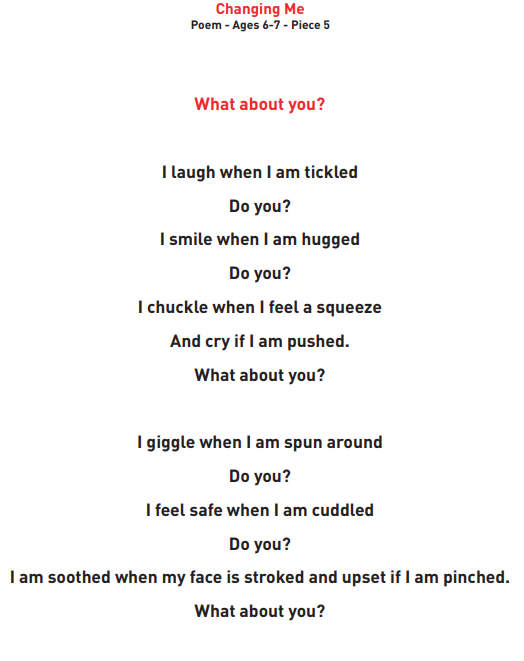 Changing Me
Poem - Ages 6-7 - Piece 5
What about you?
I laugh when I am tickled
Do you?
I smile when I am hugged
Do you?
I chuckle when I feel a squeeze
And cry if I am pushed.
What about you?
I giggle when I am spun around
Do you?
I feel safe when I am cuddled
Do you?
I am soothed when my face is stroked and upset if I am pinched.
What about you?